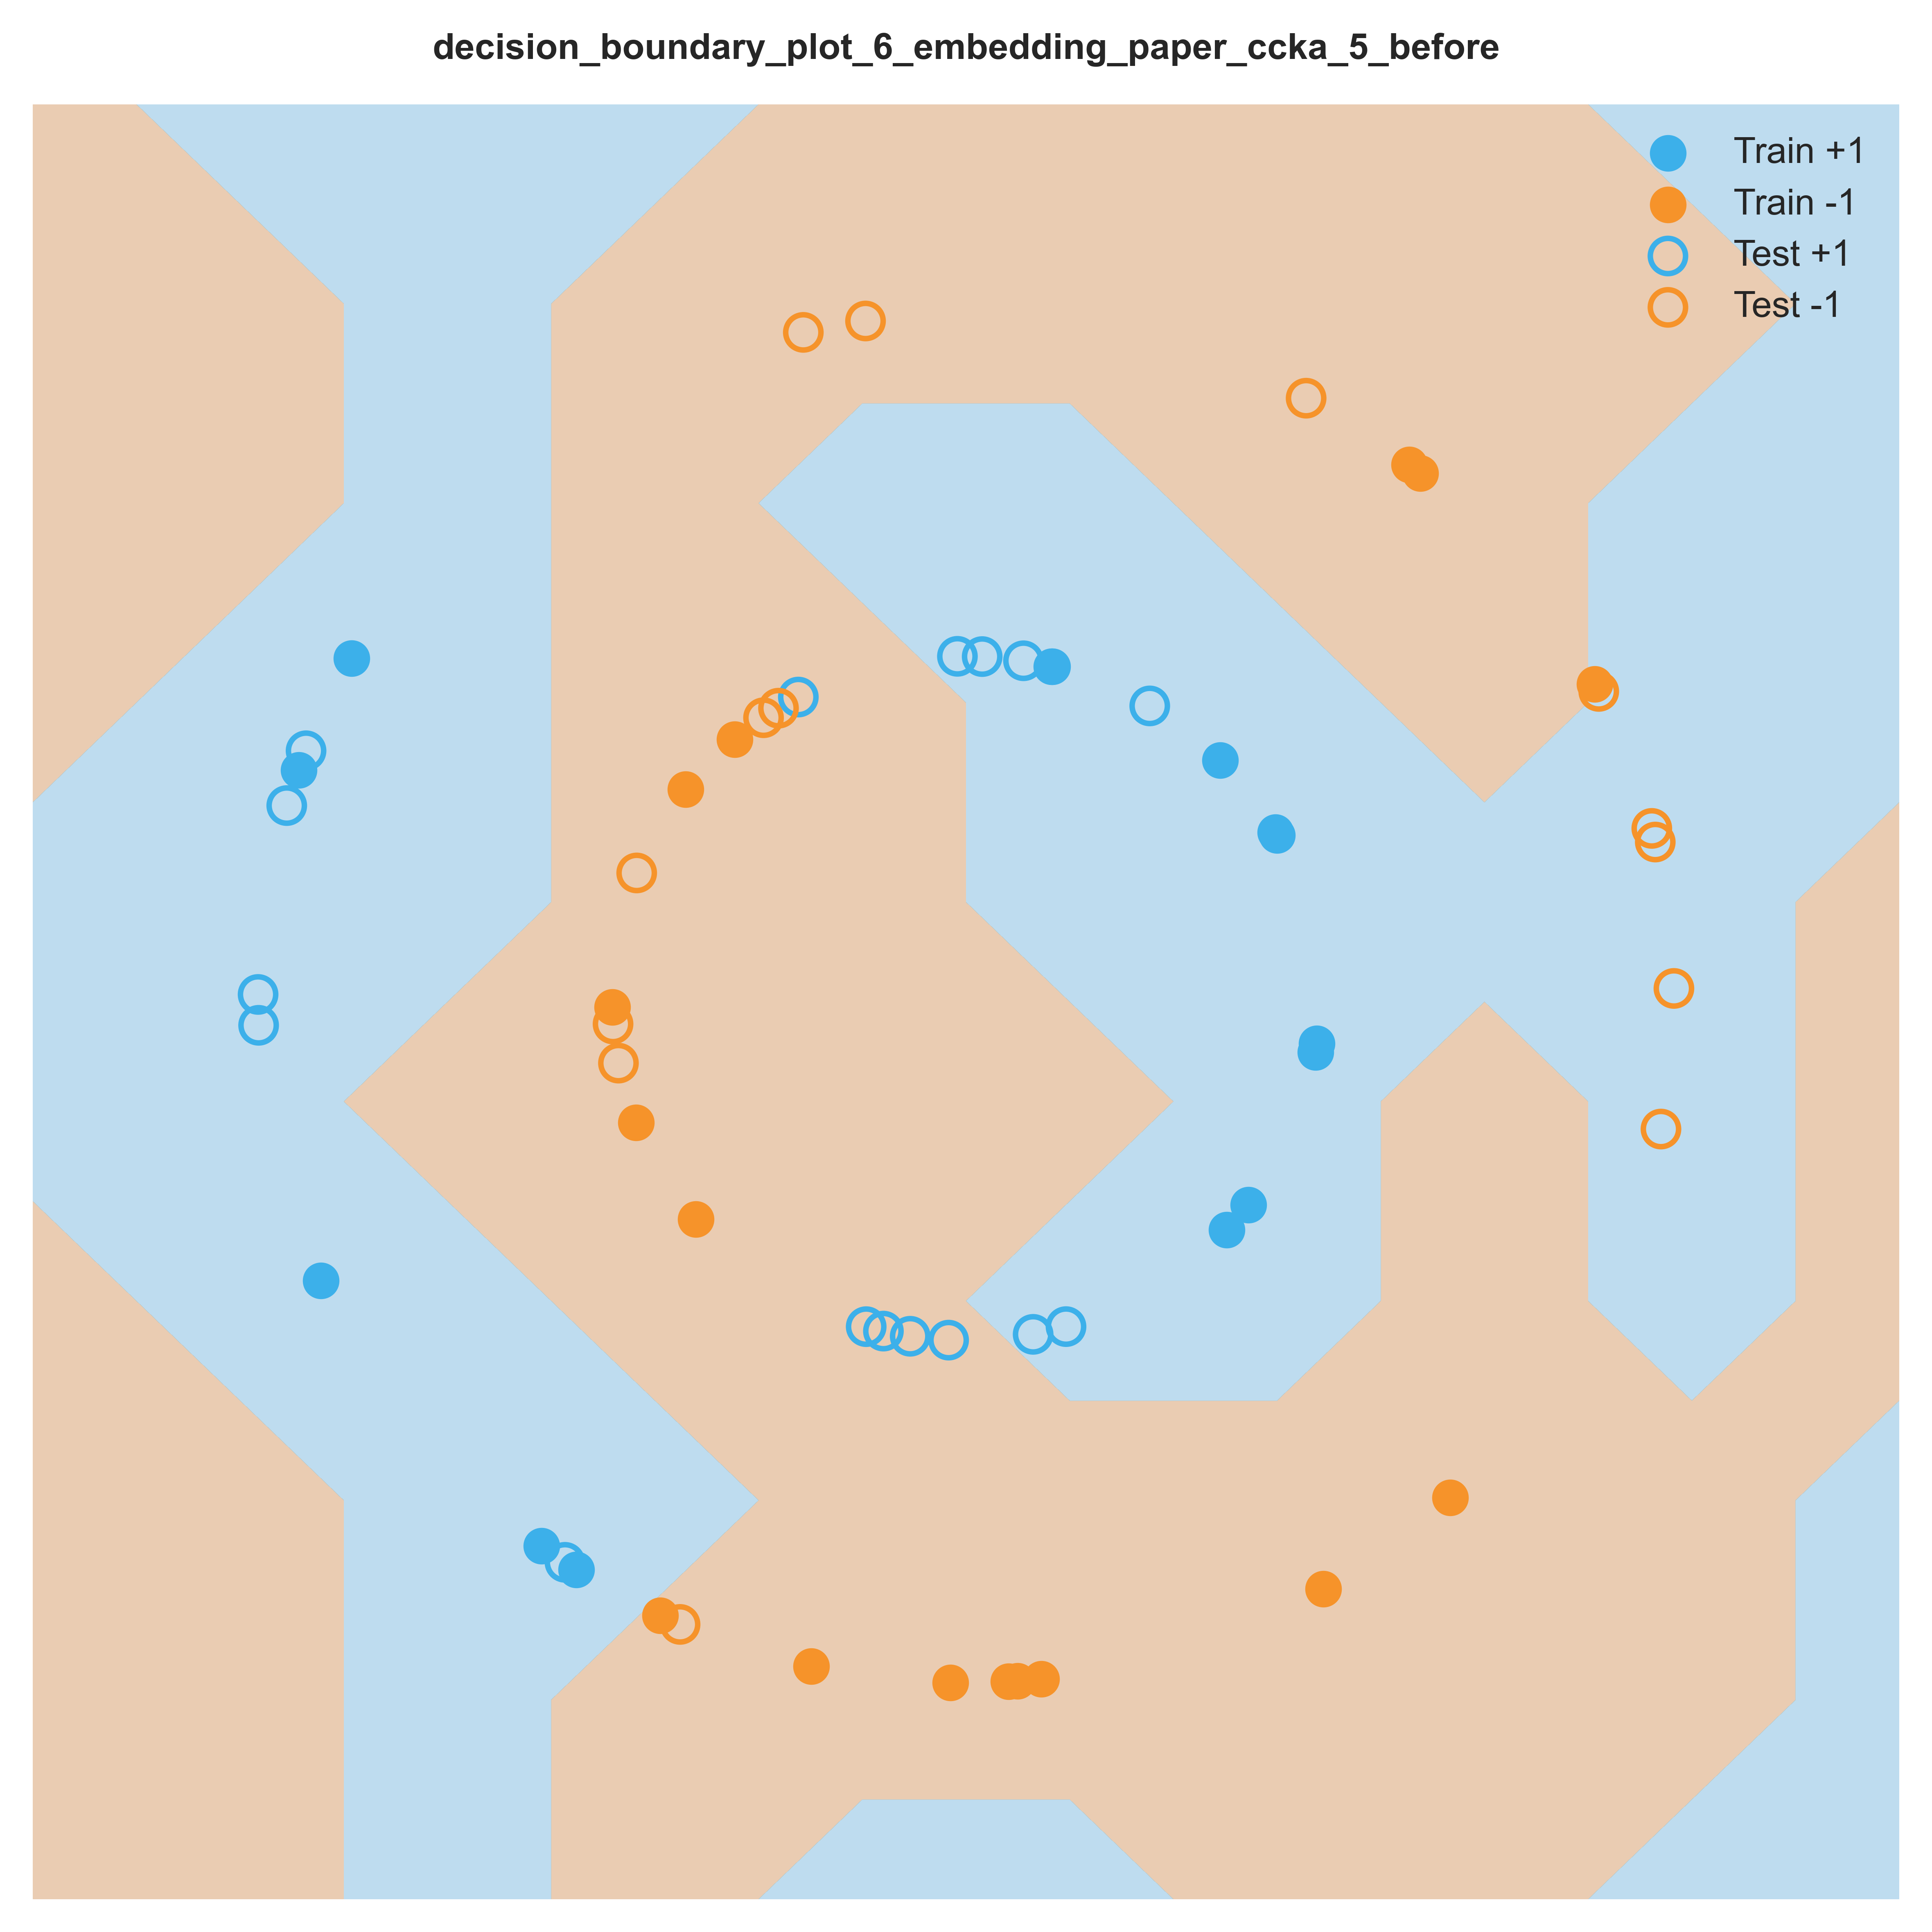 decision_boundary_plot_6_embedding_paper_ccka_5_before
Train +1
Train -1
Test +1
Test -1